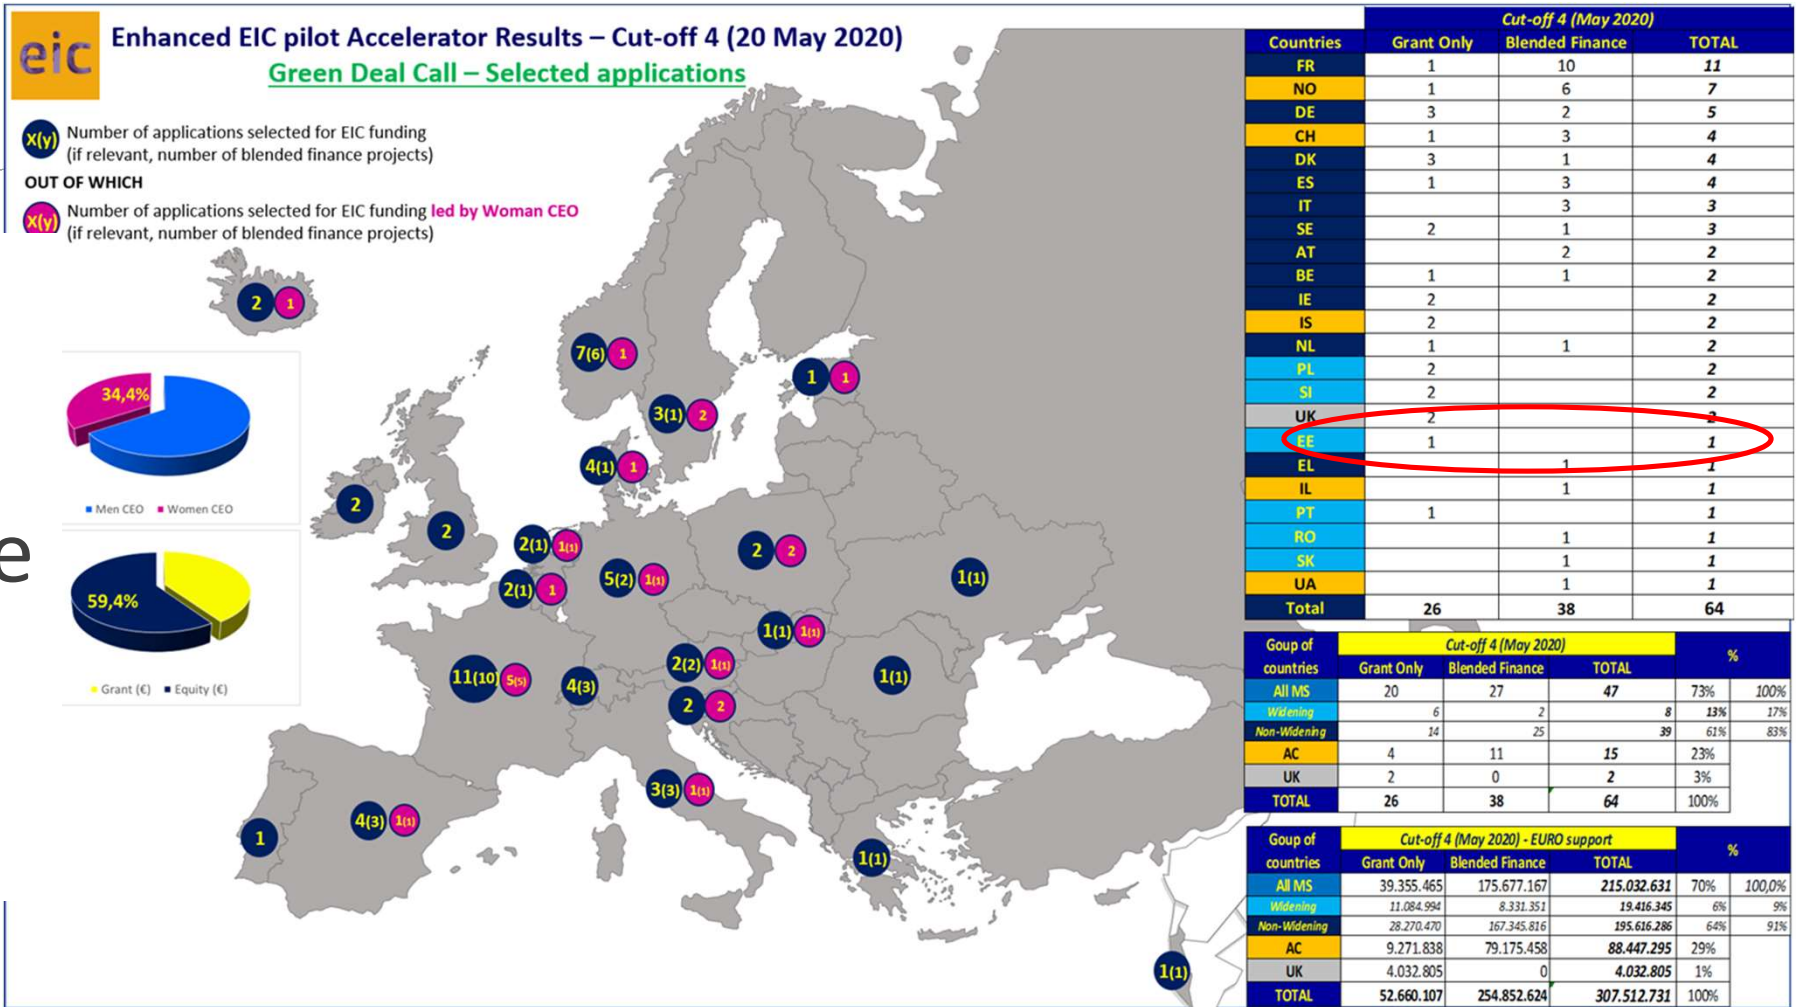 eic
Enhanced EIC pilot Accelerator Results – Cut-off 4 (20 May 2020)
Green Deal Call – Selected applications
X(y) Number of applications selected for EIC funding
(if relevant, number of blended finance projects)
OUT OF WHICH
X(y) Number of applications selected for EIC funding led by Woman CEO
(if relevant, number of blended finance projects)
2 1
7(6) 1
1 1
3(1) 2
4(1) 1
2
2
2(1) 1(1)
2 2
5(2) 1(1)
2(1) 1
1(1)
1(1) 1(1)
2(2) 1(1)
11(10) 5(5)
4(3)
1(1)
2 2
3(3) 1(1)
4(3) 1(1)
1
1(1)
1(1)
34,4%
Men CEO Women CEO
e
59,4%
Grant (€) Equity (€)
Cut-off 4 (May 2020)
Countries Grant Only Blended Finance TOTAL
FR 1 10 11
NO 1 6 7
DE 3 2 5
CH 1 3 4
DK 3 1 4
ES 1 3 4
IT 3 3
SE 2 1 3
AT 2 2
BE 1 1 2
IE 2 2
IS 2 2
NL 1 1 2
PL 2 2
SI 2 2
UK 2 2
EE 1 1
EL 1 1
IL 1 1
PT 1 1
RO 1 1
SK 1 1
UA 1 1
Total 26 38 64
Goup of countries Cut-off 4 (May 2020) %
Grant Only Blended Finance TOTAL
All MS 20 27 47 73% 100%
Widening 6 2 8 13% 17%
Non-Widening 14 25 39 61% 83%
AC 4 11 15 23%
UK 2 0 2 3%
TOTAL 26 38 64 100%
Goup of countries Cut-off 4 (May 2020) - EURO support %
Grant Only Blended Finance TOTAL
All MS 39.355.465 175.677.167 215.032.631 70% 100,0%
Widening 11.084.994 8.331.351 19.416.345 6% 9%
Non-Widening 28.270.470 167.345.816 195.616.286 64% 91%
AC 9.271.838 79.175.458 88.447.295 29%
UK 4.032.805 0 4.032.805 1%
TOTAL 52.660.107 254.852.624 307.512.731 100%